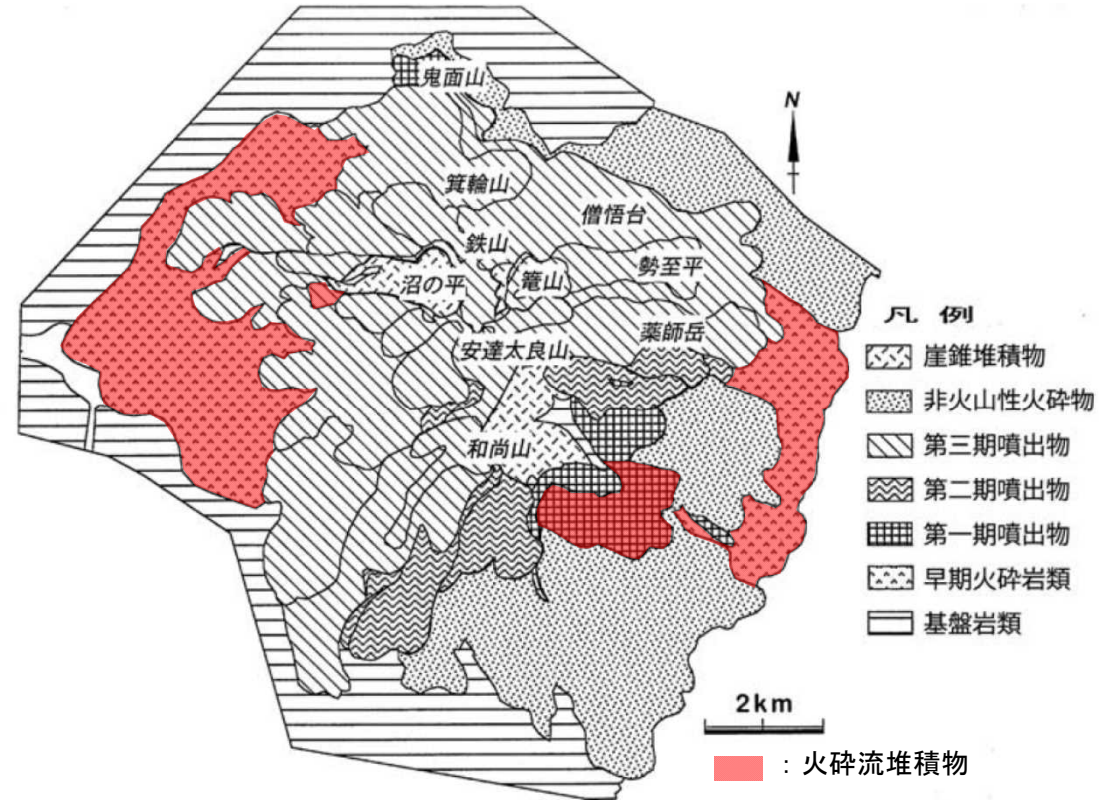 鬼面山
N
箕輪山
僧悟台
鉄山
勢至平
沼の平
篭山
薬師岳
安達太良山
和尚山
凡 例
崖錐堆積物
非火山性火砕物
第三期噴出物
第二期噴出物
第一期噴出物
早期火砕岩類
基盤岩類
2km
：火砕流堆積物